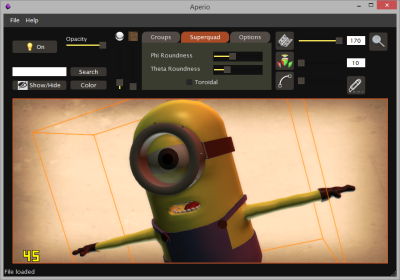 Aperio
File Help
On
Opacity
Search
Show/Hide
Color
Groups Superquad Options
Phi Roundness
Theta Roundness
Toroidal
170
10
45
File loaded